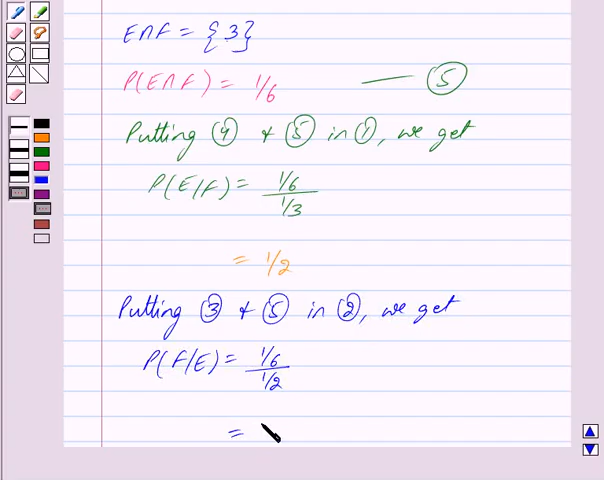 E∩F = {3}
P(E∩F) = 1/6 —— ⑤
Putting ④ & ⑤ in ①, we get
P(E/F) = 1/6
1/3
= 1/2
Putting ③ & ⑤ in ②, we get
P(F/E) = 1/6
1/2
=